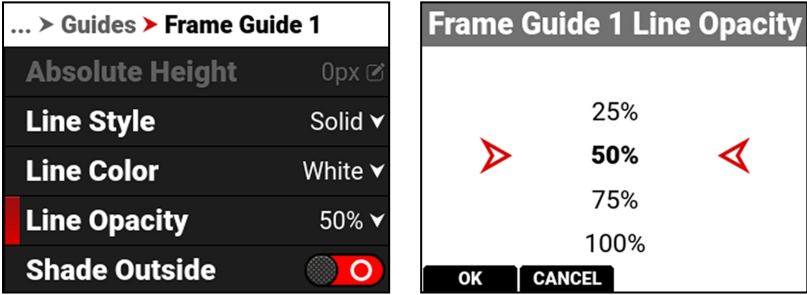 ... > Guides > Frame Guide 1
Absolute Height 0px
Line Style Solid
Line Color White
Line Opacity 50%
Shade Outside
Frame Guide 1 Line Opacity
25%
50%
75%
100%
OK CANCEL